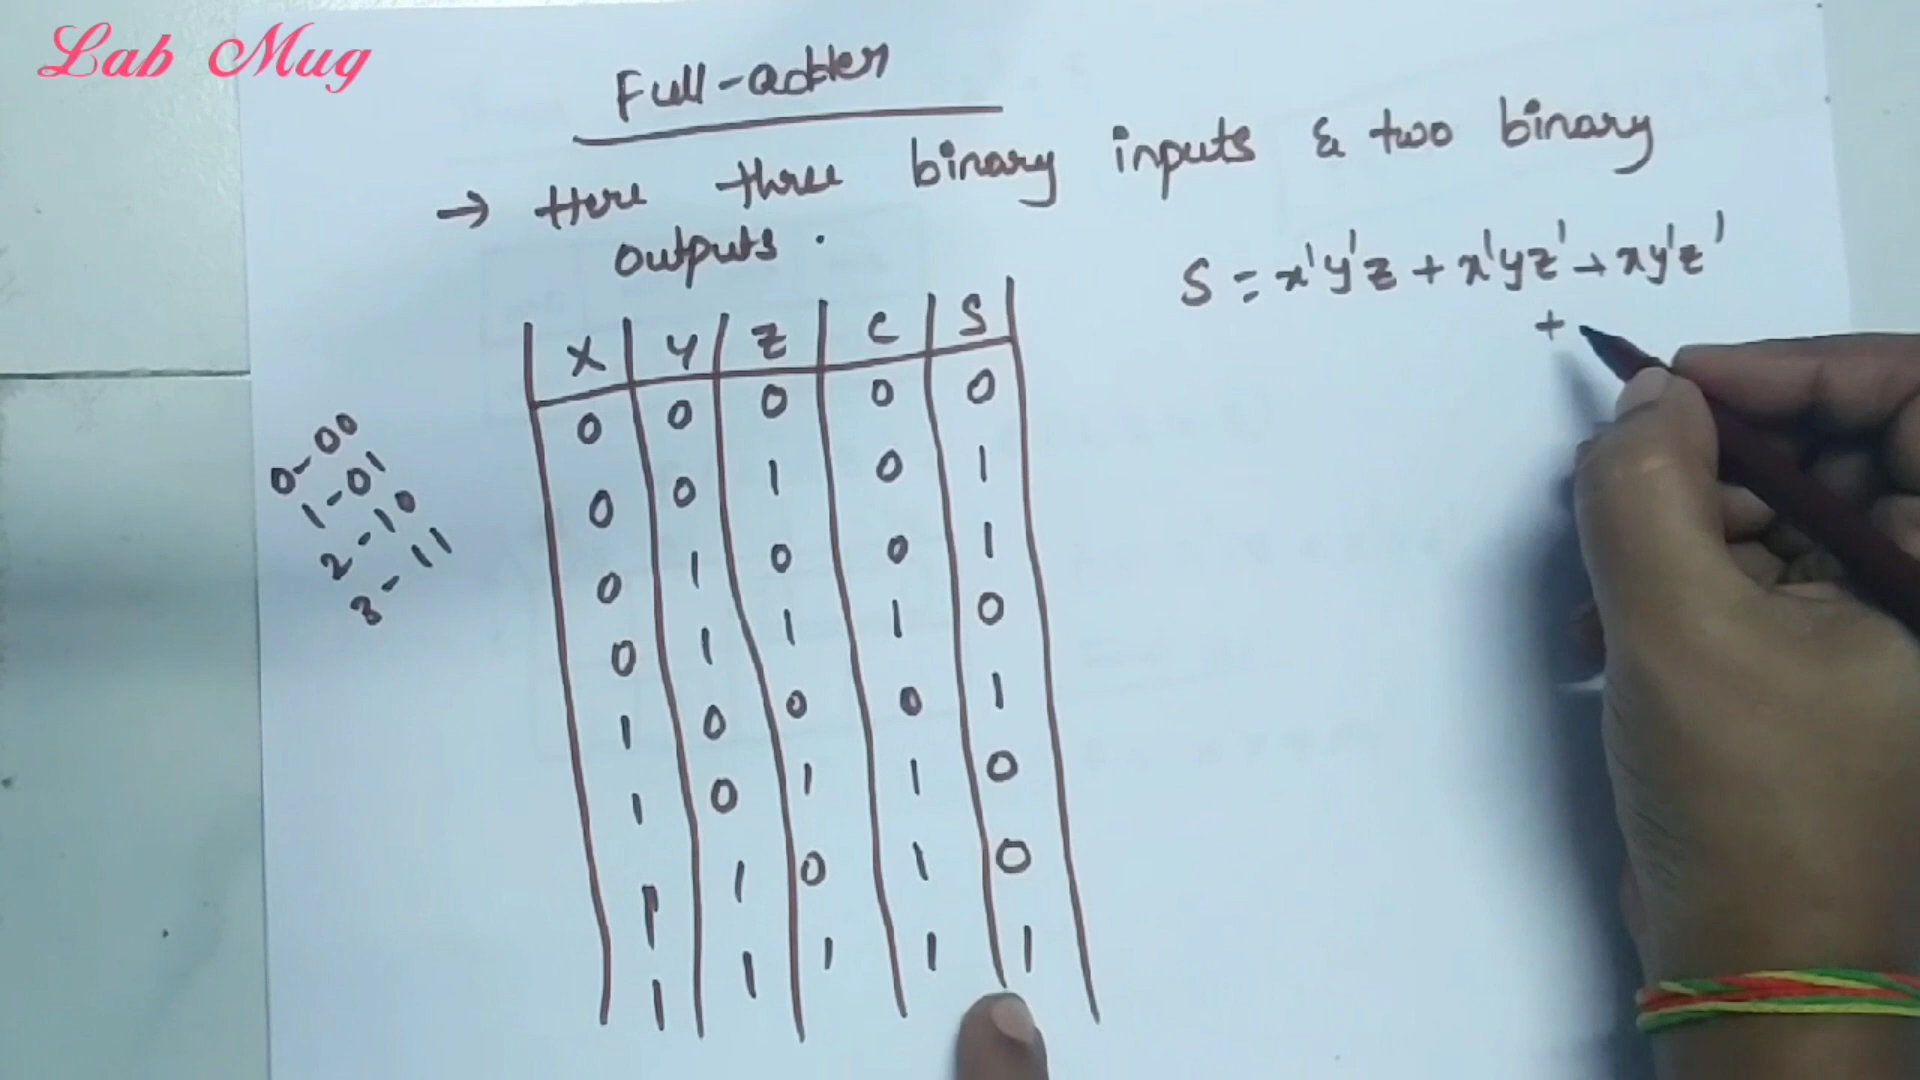 Lab Mug
Full-adder
→ Here three binary inputs & two binary
outputs.
S = x'y'z + x'yz' + xy'z'
+
X Y Z C S
0 0 0 0 0
0 0 1 0 1
0 1 0 0 1
0 1 1 1 0
1 0 0 0 1
1 0 1 1 0
1 1 0 1 0
1 1 1 1 1
0-00
1-01
2-10
3-11